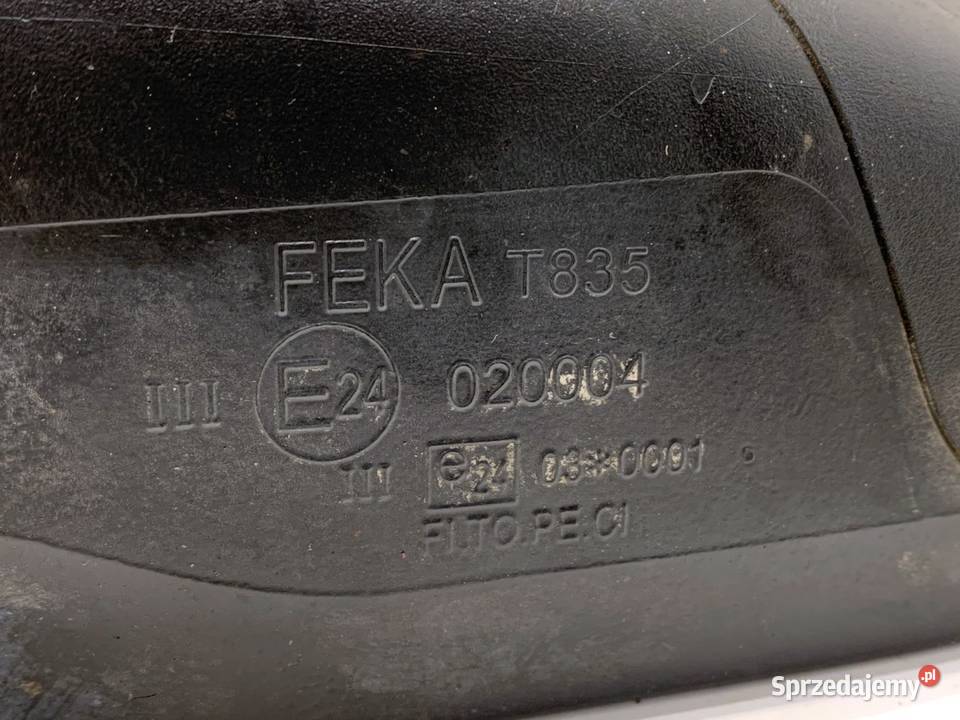 FEKA T835
III E24 020004
III e24 03*0001
FI.TO.PE.CI
Sprzedajemy.pl